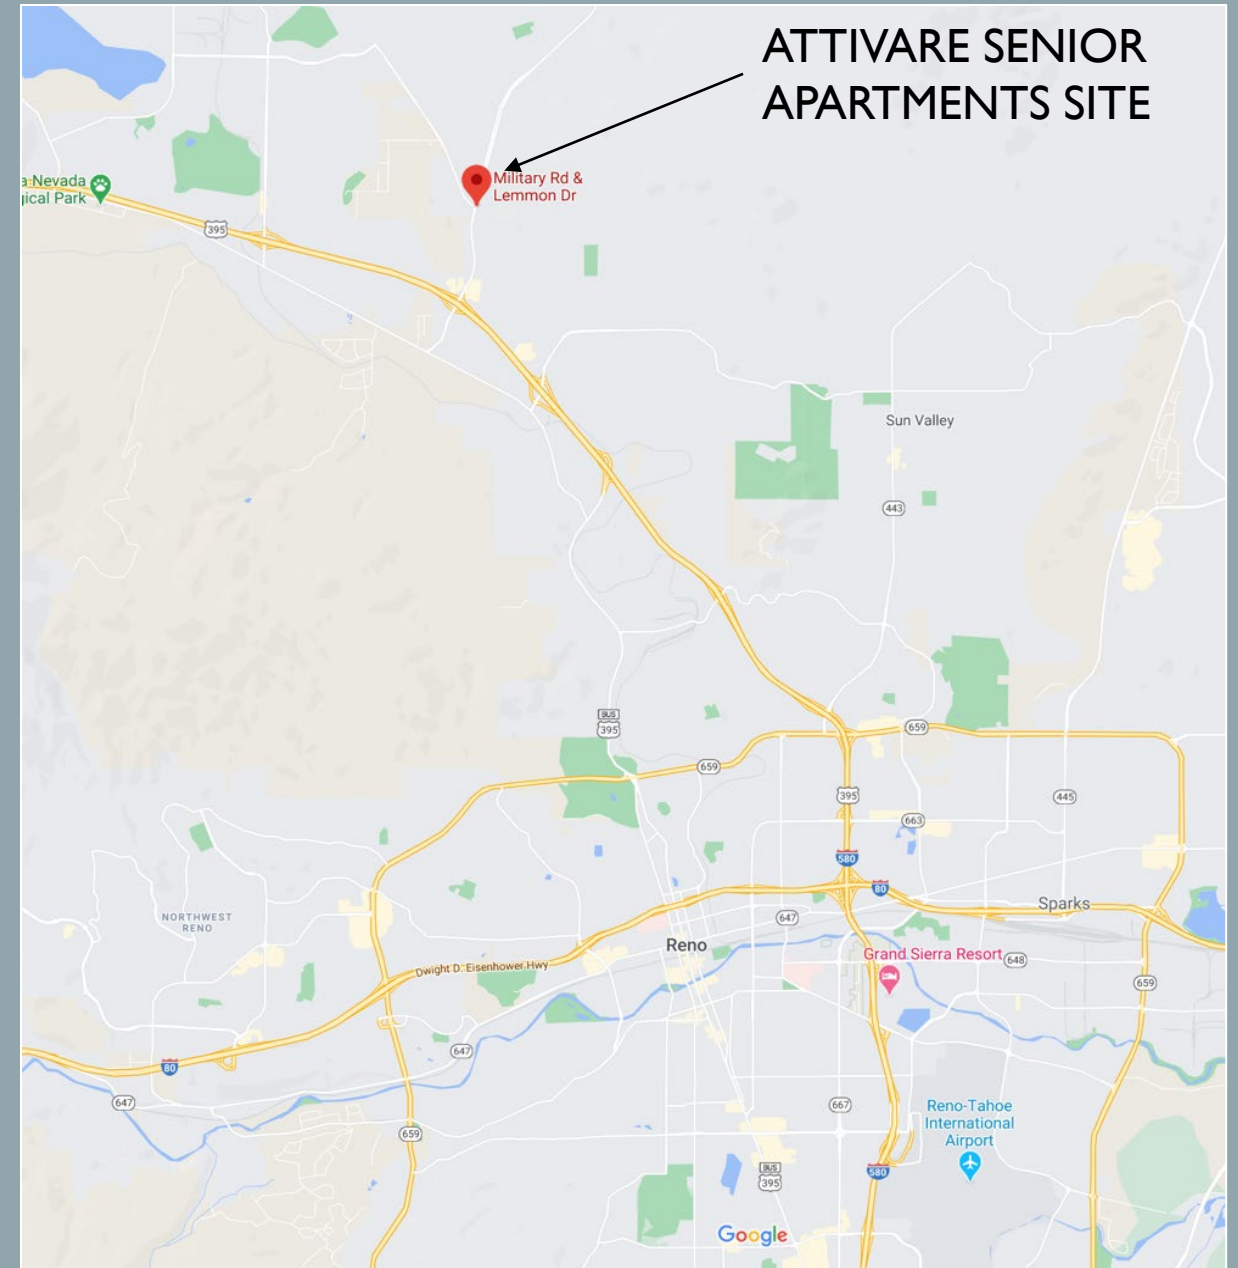 ATTIVARE SENIOR
APARTMENTS SITE
Military Rd &
Lemmon Dr
a Nevada
gical Park
395
Sun Valley
443
BUS
395
659
659
395
445
663
580
80
NORTHWEST
RENO
Sparks
647
Reno
Grand Sierra Resort
648
Dwight D. Eisenhower Hwy
659
647
80
647
667
Reno-Tahoe
International
Airport
659
BUS
395
580
Google